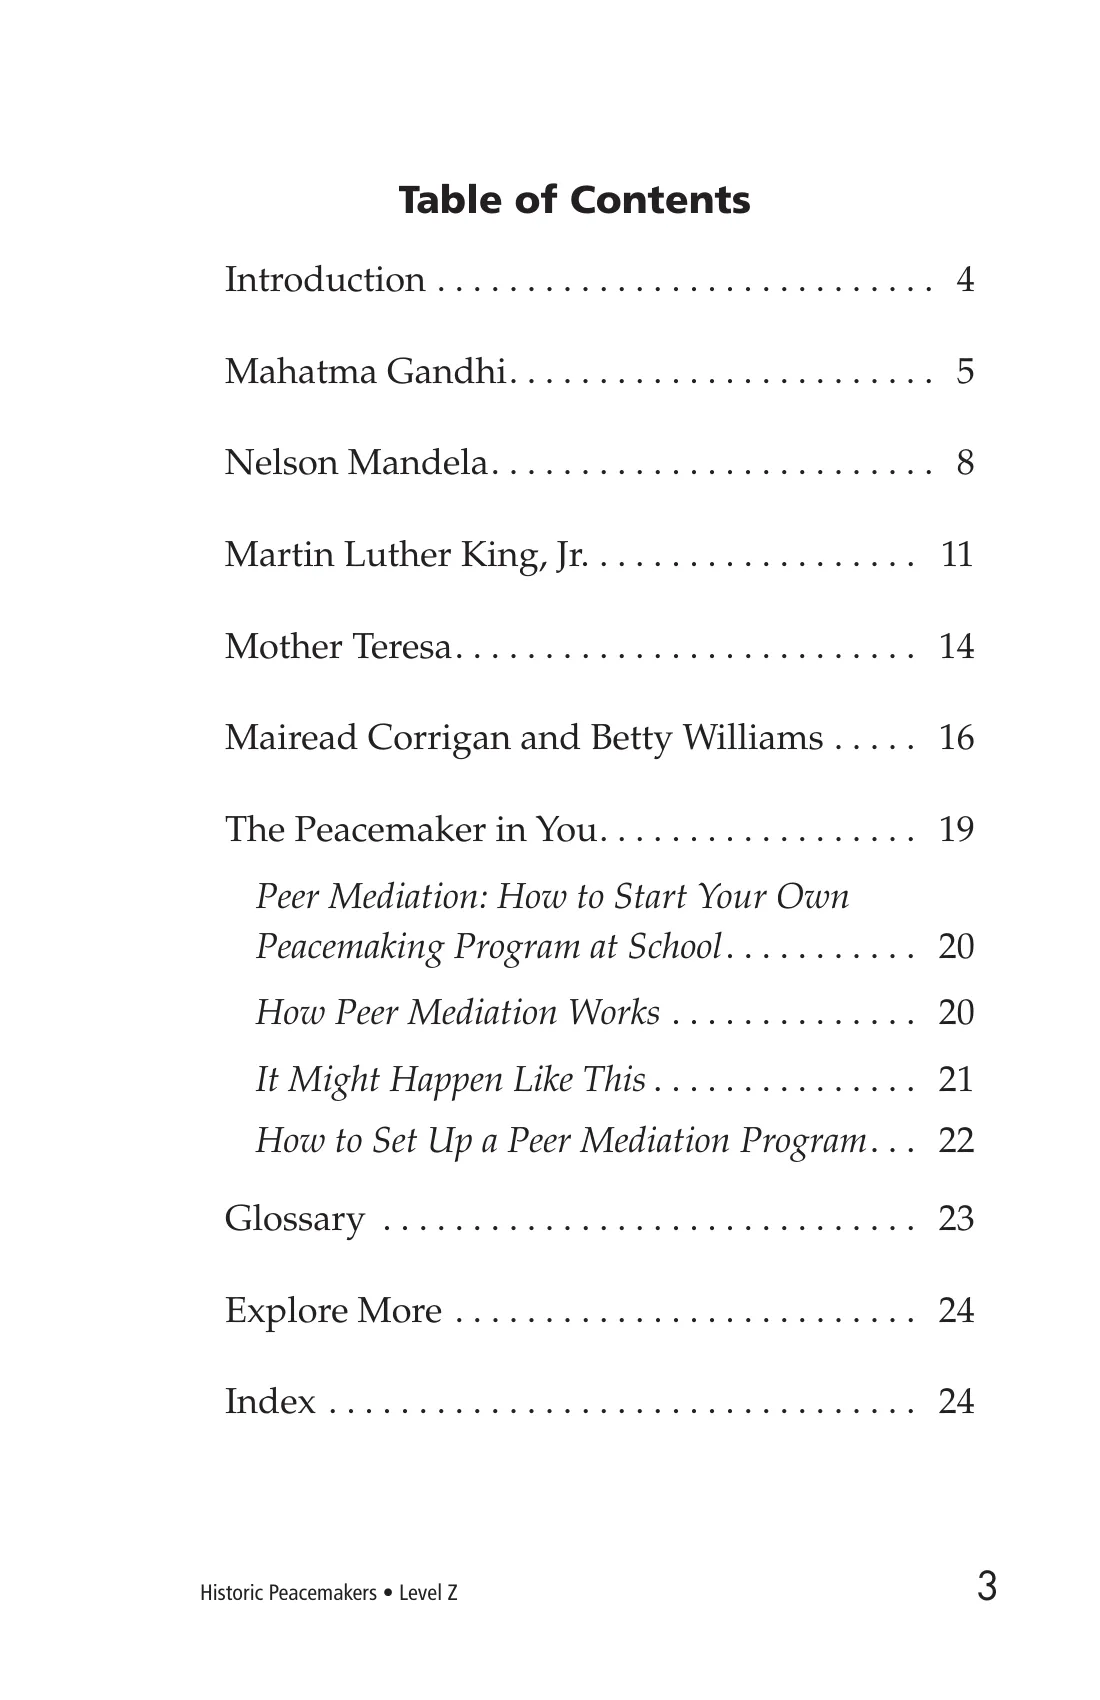 Table of Contents
Introduction . . . . . . . . . . . . . . . . . . . . . . . . . . . . 4
Mahatma Gandhi. . . . . . . . . . . . . . . . . . . . . . . . 5
Nelson Mandela. . . . . . . . . . . . . . . . . . . . . . . . . 8
Martin Luther King, Jr. . . . . . . . . . . . . . . . . . . 11
Mother Teresa. . . . . . . . . . . . . . . . . . . . . . . . . . 14
Mairead Corrigan and Betty Williams . . . . . 16
The Peacemaker in You. . . . . . . . . . . . . . . . . . 19
Peer Mediation: How to Start Your Own
Peacemaking Program at School. . . . . . . . . . . 20
How Peer Mediation Works . . . . . . . . . . . . . . 20
It Might Happen Like This . . . . . . . . . . . . . . . 21
How to Set Up a Peer Mediation Program. . . 22
Glossary . . . . . . . . . . . . . . . . . . . . . . . . . . . . . . 23
Explore More . . . . . . . . . . . . . . . . . . . . . . . . . . 24
Index . . . . . . . . . . . . . . . . . . . . . . . . . . . . . . . . . 24
Historic Peacemakers • Level Z 3